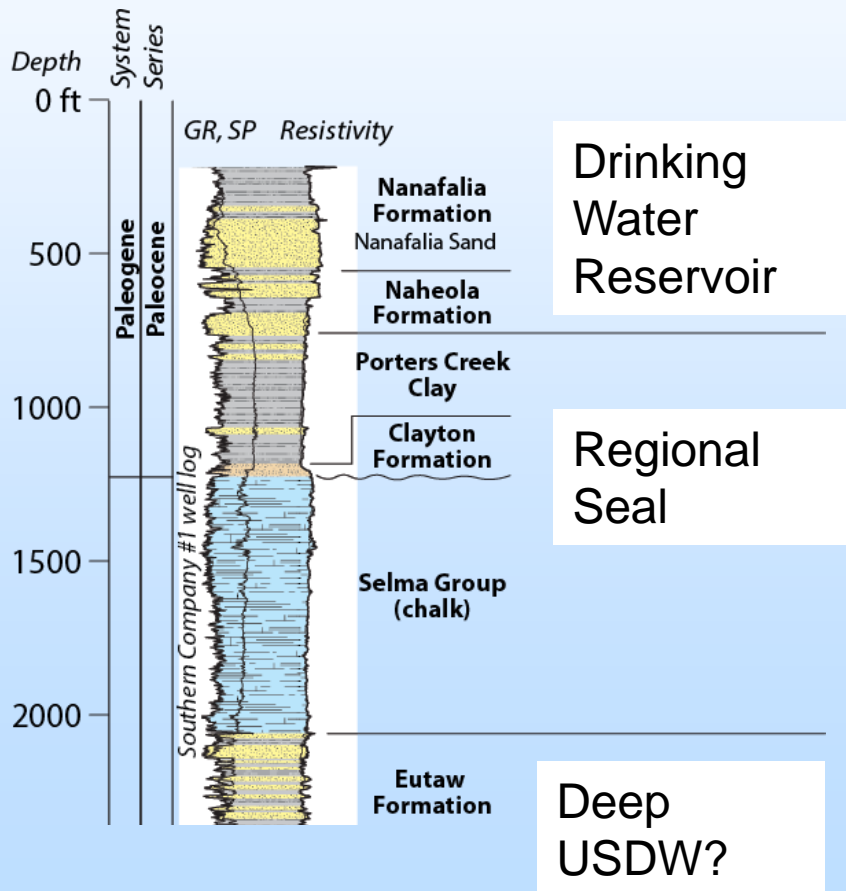 Depth
System
Series
0 ft
GR, SP Resistivity
Drinking
Water
Reservoir
Nanafalia
Formation
Nanafalia Sand
500
Paleogene
Paleocene
Naheola
Formation
Porters Creek
Clay
1000
Clayton
Formation
Regional
Seal
Southern Company #1 well log
1500
Selma Group
(chalk)
2000
Eutaw
Formation
Deep
USDW?